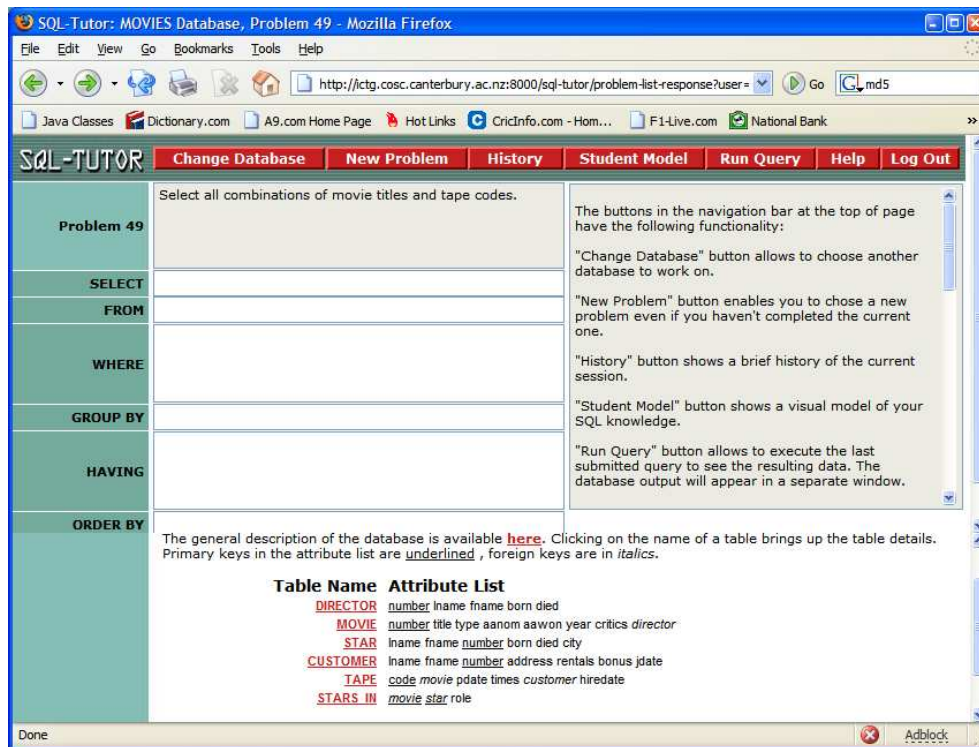 SQL-Tutor: MOVIES Database, Problem 49 - Mozilla Firefox
File Edit View Go Bookmarks Tools Help
http://ictg.cosc.canterbury.ac.nz:8000/sql-tutor/problem-list-response?user= Go G md5
Java Classes Dictionary.com A9.com Home Page Hot Links C CricInfo.com - Hom... F1-Live.com National Bank »
SQL-TUTOR Change Database New Problem History Student Model Run Query Help Log Out
Problem 49
Select all combinations of movie titles and tape codes.
SELECT
FROM
WHERE
GROUP BY
HAVING
ORDER BY
The buttons in the navigation bar at the top of page
have the following functionality:
"Change Database" button allows to choose another
database to work on.
"New Problem" button enables you to chose a new
problem even if you haven't completed the current
one.
"History" button shows a brief history of the current
session.
"Student Model" button shows a visual model of your
SQL knowledge.
"Run Query" button allows to execute the last
submitted query to see the resulting data. The
database output will appear in a separate window.
The general description of the database is available here. Clicking on the name of a table brings up the table details.
Primary keys in the attribute list are underlined , foreign keys are in italics.
Table Name Attribute List
DIRECTOR number lname fname born died
MOVIE number title type aanom aawon year critics director
STAR lname fname number born died city
CUSTOMER lname fname number address rentals bonus jdate
TAPE code movie pdate times customer hiredate
STARS_IN movie star role
Done Adblock